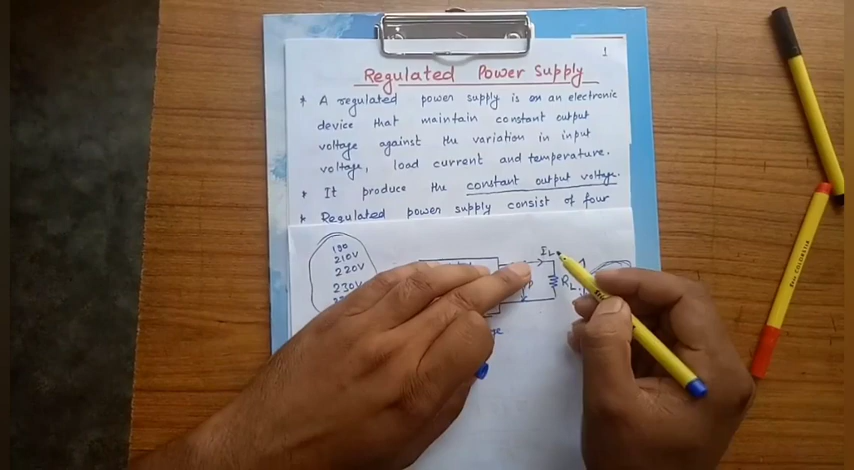 1
Regulated Power Supply
* A regulated power supply is an electronic
device that maintain constant output
voltage against the variation in input
voltage, load current and temperature.
* It produce the constant output voltage.
* Regulated power supply consist of four
190
210V
220V
230V
IL
RL